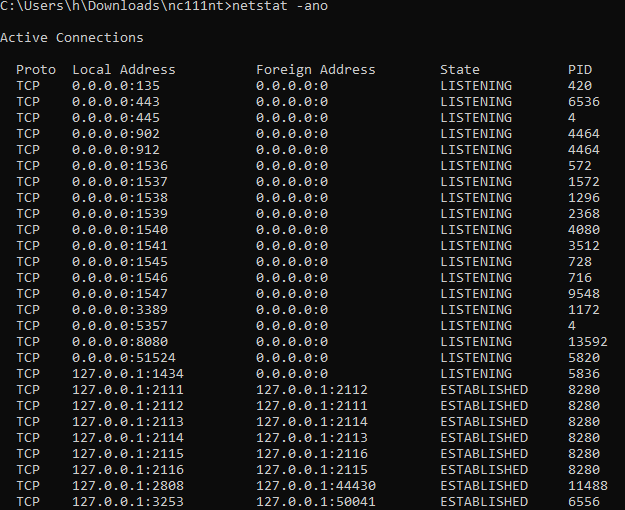 C:\Users\h\Downloads\nc111nt>netstat -ano
Active Connections
Proto Local Address Foreign Address State PID
TCP 0.0.0.0:135 0.0.0.0:0 LISTENING 420
TCP 0.0.0.0:443 0.0.0.0:0 LISTENING 6536
TCP 0.0.0.0:445 0.0.0.0:0 LISTENING 4
TCP 0.0.0.0:902 0.0.0.0:0 LISTENING 4464
TCP 0.0.0.0:912 0.0.0.0:0 LISTENING 4464
TCP 0.0.0.0:1536 0.0.0.0:0 LISTENING 572
TCP 0.0.0.0:1537 0.0.0.0:0 LISTENING 1572
TCP 0.0.0.0:1538 0.0.0.0:0 LISTENING 1296
TCP 0.0.0.0:1539 0.0.0.0:0 LISTENING 2368
TCP 0.0.0.0:1540 0.0.0.0:0 LISTENING 4080
TCP 0.0.0.0:1541 0.0.0.0:0 LISTENING 3512
TCP 0.0.0.0:1545 0.0.0.0:0 LISTENING 728
TCP 0.0.0.0:1546 0.0.0.0:0 LISTENING 716
TCP 0.0.0.0:1547 0.0.0.0:0 LISTENING 9548
TCP 0.0.0.0:3389 0.0.0.0:0 LISTENING 1172
TCP 0.0.0.0:5357 0.0.0.0:0 LISTENING 4
TCP 0.0.0.0:8080 0.0.0.0:0 LISTENING 13592
TCP 0.0.0.0:51524 0.0.0.0:0 LISTENING 5820
TCP 127.0.0.1:1434 0.0.0.0:0 LISTENING 5836
TCP 127.0.0.1:2111 127.0.0.1:2112 ESTABLISHED 8280
TCP 127.0.0.1:2112 127.0.0.1:2111 ESTABLISHED 8280
TCP 127.0.0.1:2113 127.0.0.1:2114 ESTABLISHED 8280
TCP 127.0.0.1:2114 127.0.0.1:2113 ESTABLISHED 8280
TCP 127.0.0.1:2115 127.0.0.1:2116 ESTABLISHED 8280
TCP 127.0.0.1:2116 127.0.0.1:2115 ESTABLISHED 8280
TCP 127.0.0.1:2808 127.0.0.1:44430 ESTABLISHED 11488
TCP 127.0.0.1:3253 127.0.0.1:50041 ESTABLISHED 6556